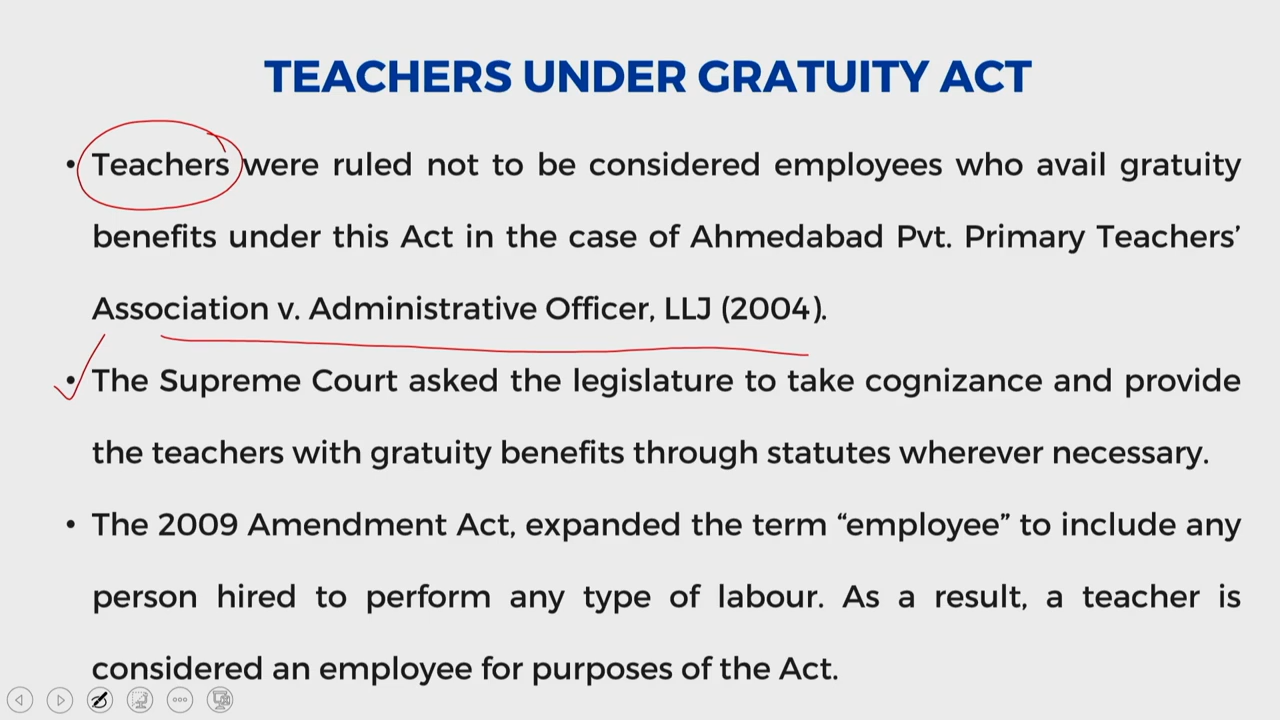 TEACHERS UNDER GRATUITY ACT
• Teachers were ruled not to be considered employees who avail gratuity
benefits under this Act in the case of Ahmedabad Pvt. Primary Teachers’
Association v. Administrative Officer, LLJ (2004).
• The Supreme Court asked the legislature to take cognizance and provide
the teachers with gratuity benefits through statutes wherever necessary.
• The 2009 Amendment Act, expanded the term “employee” to include any
person hired to perform any type of labour. As a result, a teacher is
considered an employee for purposes of the Act.